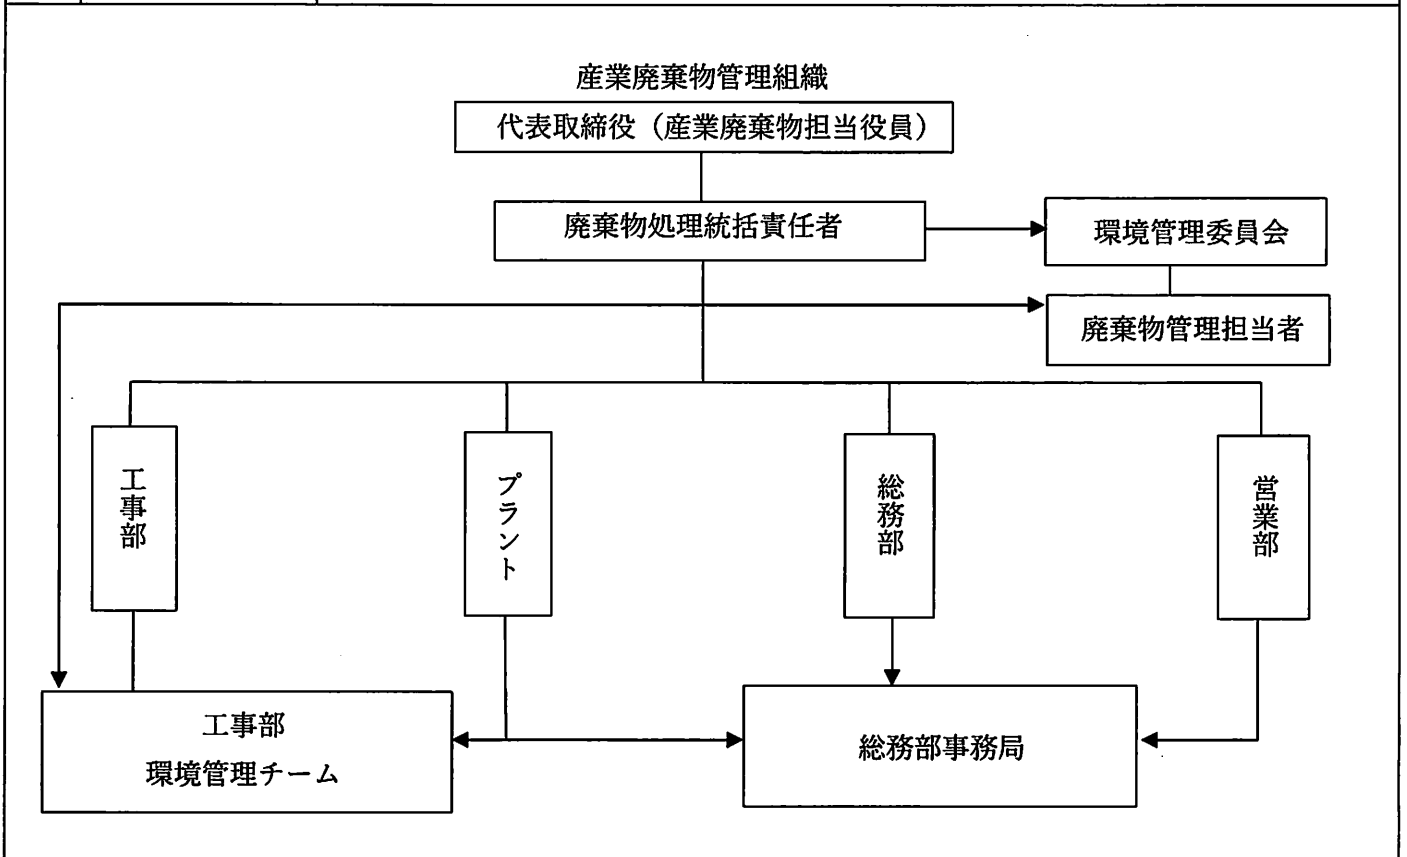 産業廃棄物管理組織
代表取締役（産業廃棄物担当役員）
廃棄物処理統括責任者
環境管理委員会
廃棄物管理担当者
工事部
プラント
総務部
営業部
工事部
環境管理チーム
総務部事務局